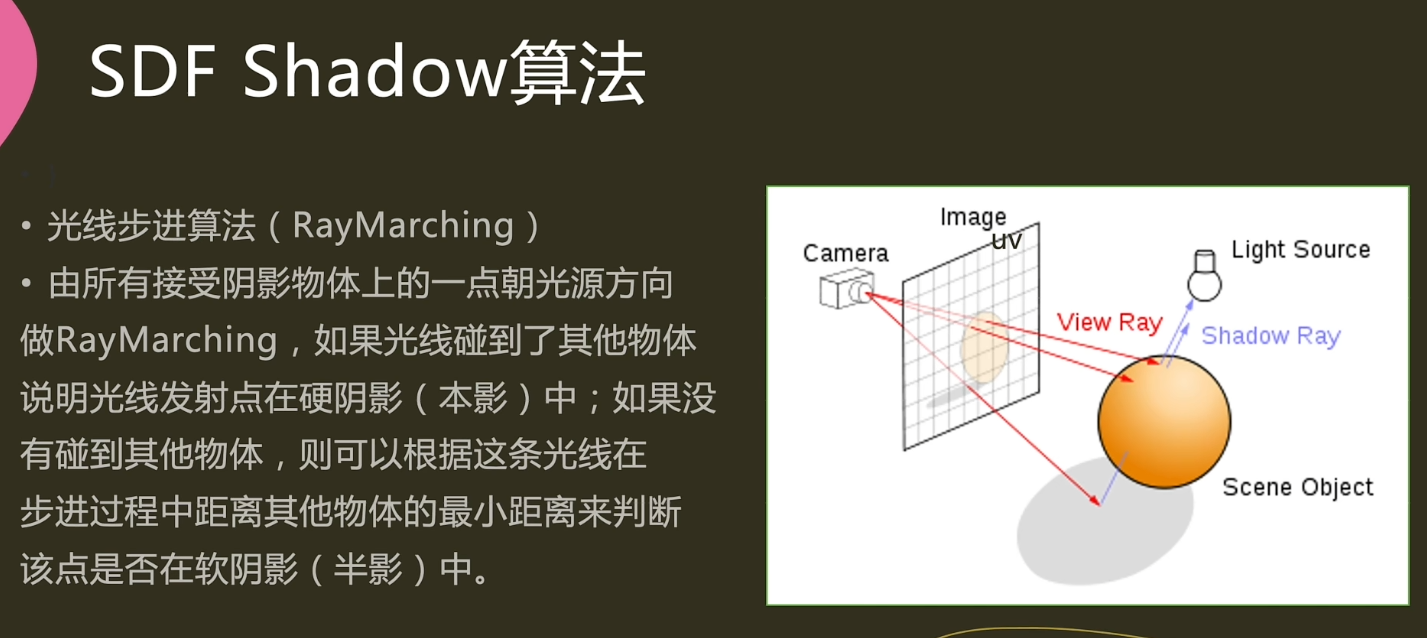 SDF Shadow算法
• 光线步进算法（RayMarching）
• 由所有接受阴影物体上的一点朝光源方向
做RayMarching，如果光线碰到了其他物体
说明光线发射点在硬阴影（本影）中；如果没
有碰到其他物体，则可以根据这条光线在
步进过程中距离其他物体的最小距离来判断
该点是否在软阴影（半影）中。
Image
uv
Camera
Light Source
View Ray
Shadow Ray
Scene Object